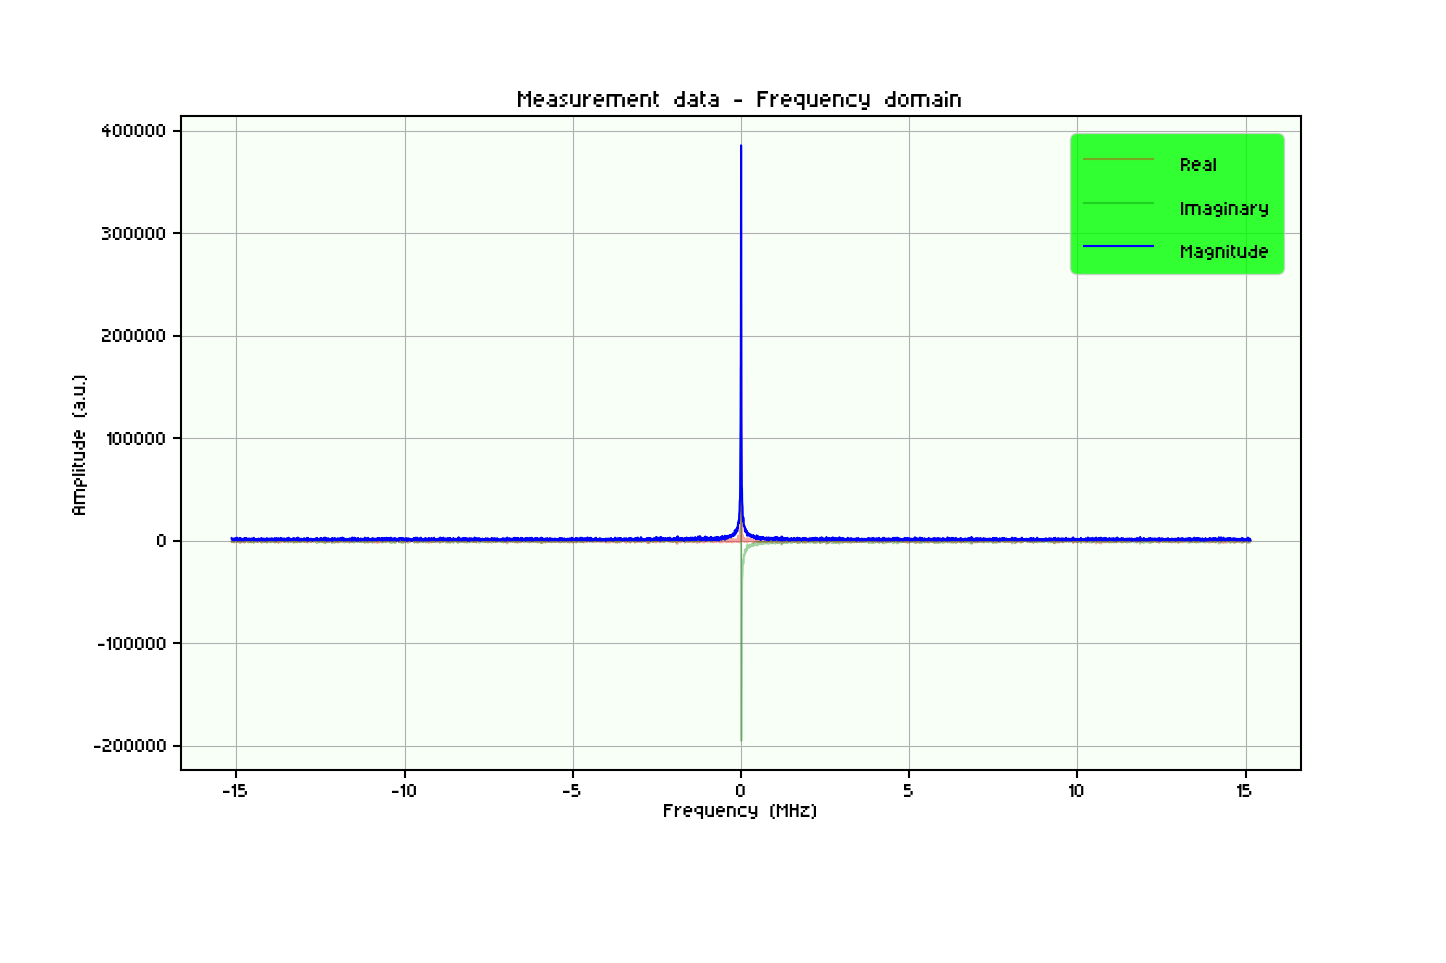 Measurement data - Frequency domain
400000
300000
200000
100000
0
-100000
-200000
Amplitude (a.u.)
Real
Imaginary
Magnitude
-15
-10
-5
0
5
10
15
Frequency (MHz)